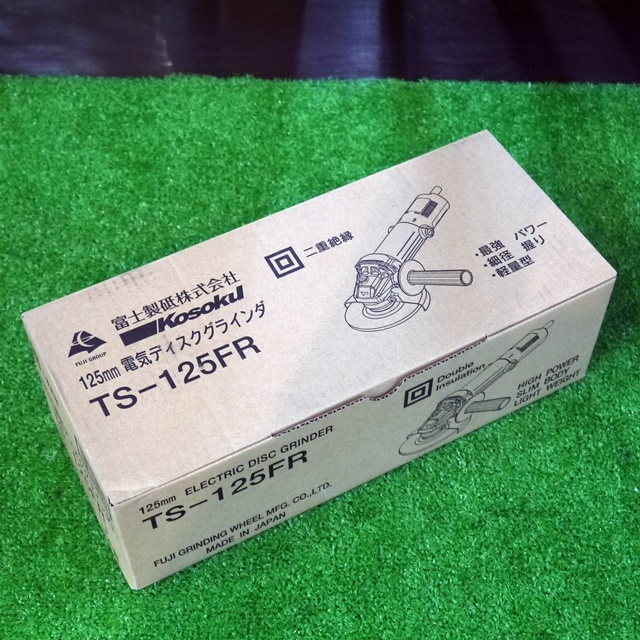 FUJI GROUP
富士製砥株式会社
Kosoku
125mm 電気ディスクグラインダ
TS-125FR
二重絶縁
・最強 パワー
・細径 握り
・軽量型
125mm ELECTRIC DISC GRINDER
TS-125FR
FUJI GRINDING WHEEL MFG. CO., LTD.
MADE IN JAPAN
Double
Insulation
HIGH POWER
SLIM BODY
LIGHT WEIGHT